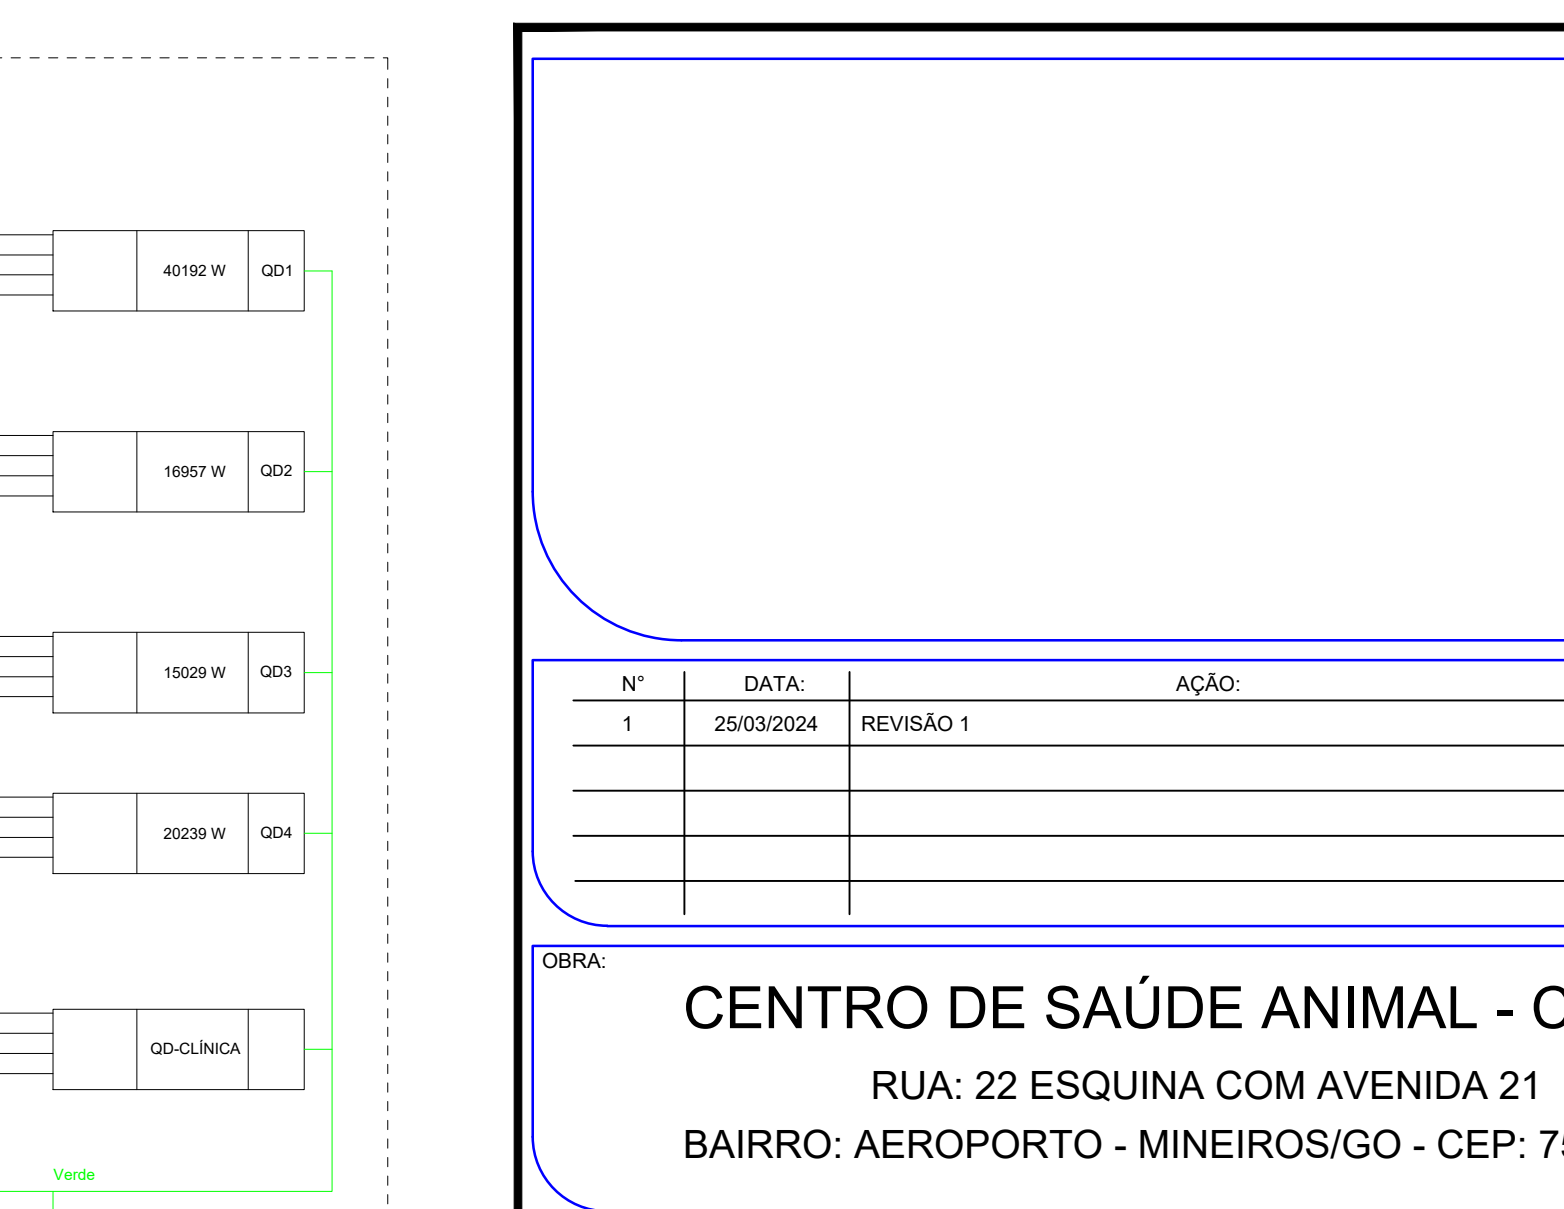 40192 W QD1
16957 W QD2
15029 W QD3
20239 W QD4
QD-CLÍNICA
Verde
N° DATA: AÇÃO:
1 25/03/2024 REVISÃO 1
OBRA:
CENTRO DE SAÚDE ANIMAL -
RUA: 22 ESQUINA COM AVENIDA 21
BAIRRO: AEROPORTO - MINEIROS/GO - CEP: